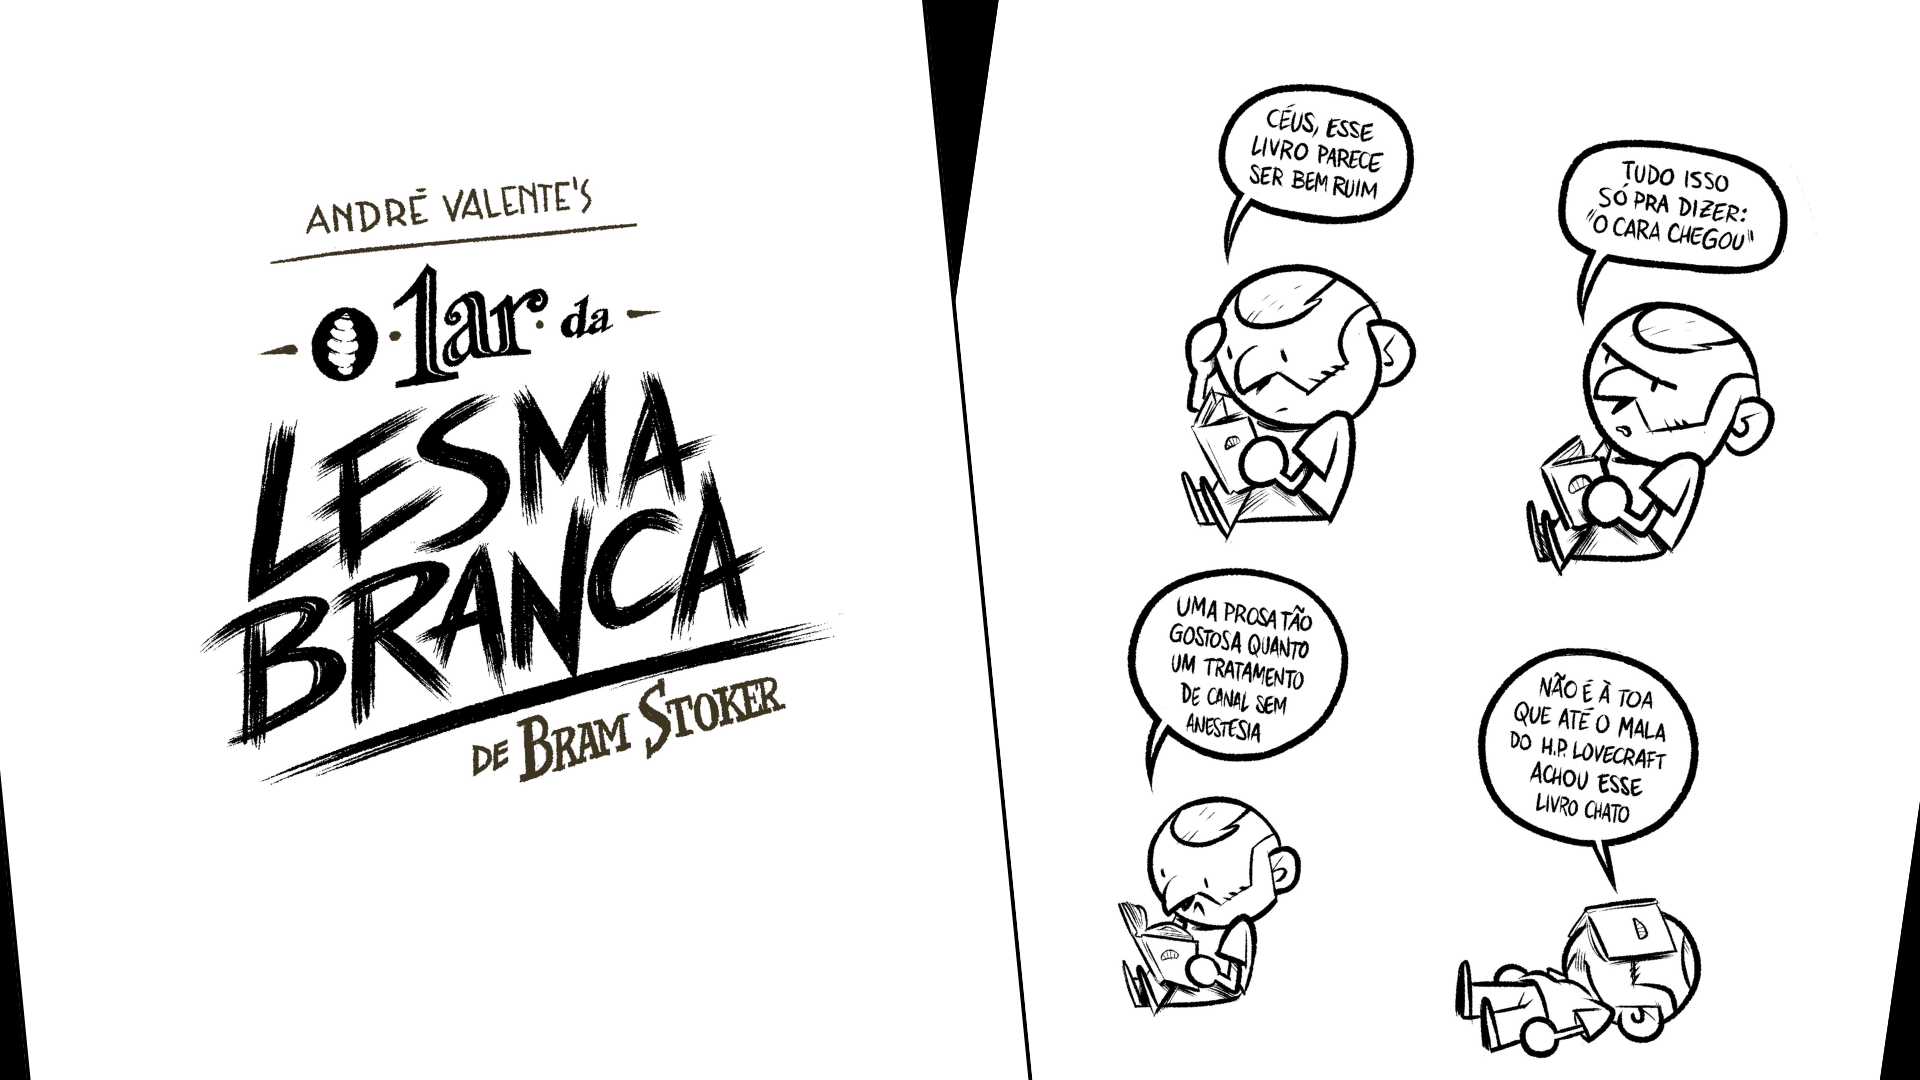 ANDRÉ VALENTE'S
O lar da
LESMA
BRANCA
DE BRAM STOKER
CÉUS, ESSE
LIVRO PARECE
SER BEM RUIM
TUDO ISSO
SÓ PRA DIZER:
"O CARA CHEGOU"
UMA PROSA TÃO
GOSTOSA QUANTO
UM TRATAMENTO
DE CANAL SEM
ANESTESIA
NÃO É À TOA
QUE ATÉ O MALA
DO H.P. LOVECRAFT
ACHOU ESSE
LIVRO CHATO